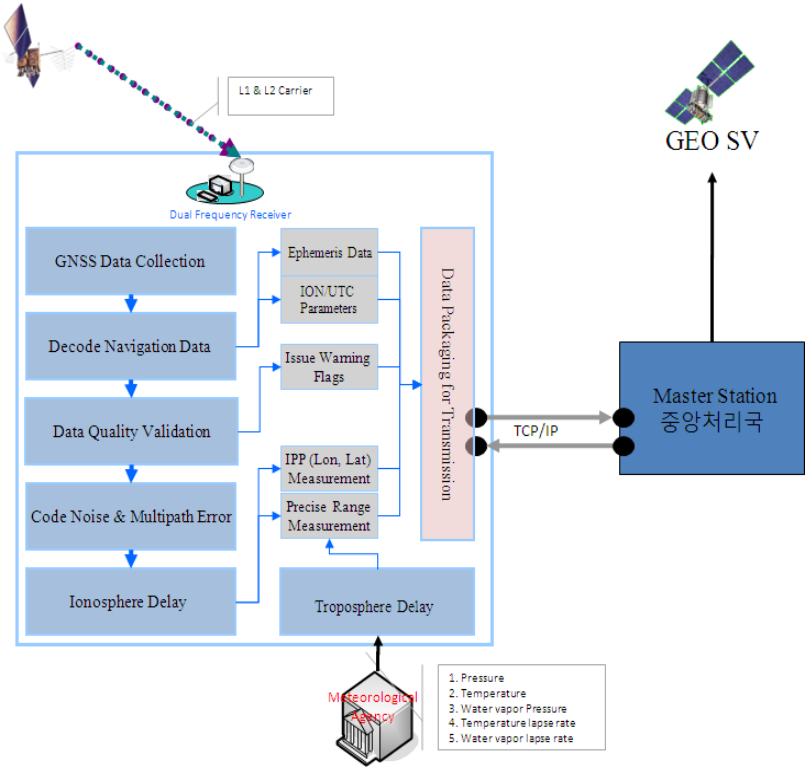 L1 & L2 Carrier
GEO SV
Dual Frequency Receiver
GNSS Data Collection
Decode Navigation Data
Data Quality Validation
Code Noise & Multipath Error
Ionosphere Delay
Ephemeris Data
ION/UTC
Parameters
Issue Warning
Flags
IPP (Lon, Lat)
Measurement
Precise Range
Measurement
Troposphere Delay
Data Packaging for Transmission
TCP/IP
Master Station
중앙처리국
Meteorological
Agency
1. Pressure
2. Temperature
3. Water vapor Pressure
4. Temperature lapse rate
5. Water vapor lapse rate